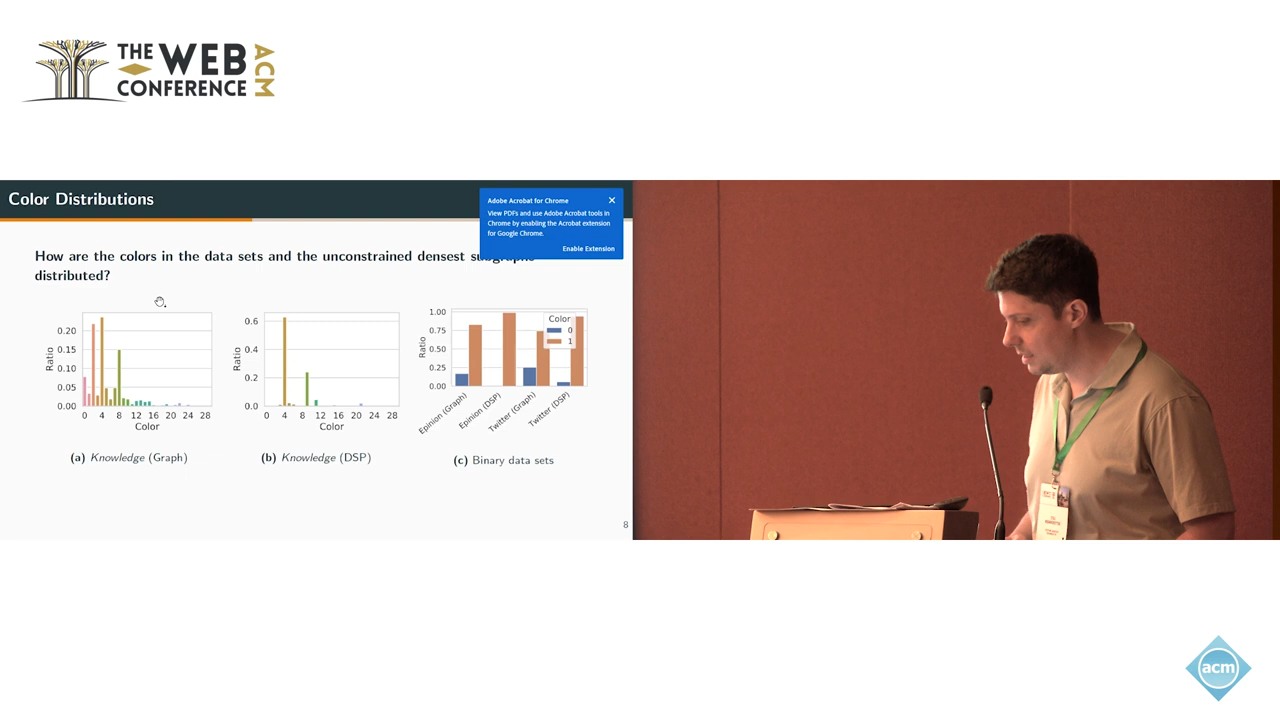 THE WEB
CONFERENCE
ACM
Color Distributions
Adobe Acrobat for Chrome
View PDFs and use Adobe Acrobat tools in
Chrome by enabling the Acrobat extension
for Google Chrome.
Enable Extension
How are the colors in the data sets and the unconstrained densest subgraphs
distributed?
Ratio
0.20
0.15
0.10
0.05
0.00
0 4 8 12 16 20 24 28
Color
(a) Knowledge (Graph)
Ratio
0.6
0.4
0.2
0.0
0 4 8 12 16 20 24 28
Color
(b) Knowledge (DSP)
Ratio
1.00
0.75
0.50
0.25
0.00
Color
0
1
Epinion (Graph)
Epinion (DSP)
Twitter (Graph)
Twitter (DSP)
(c) Binary data sets
8
acm